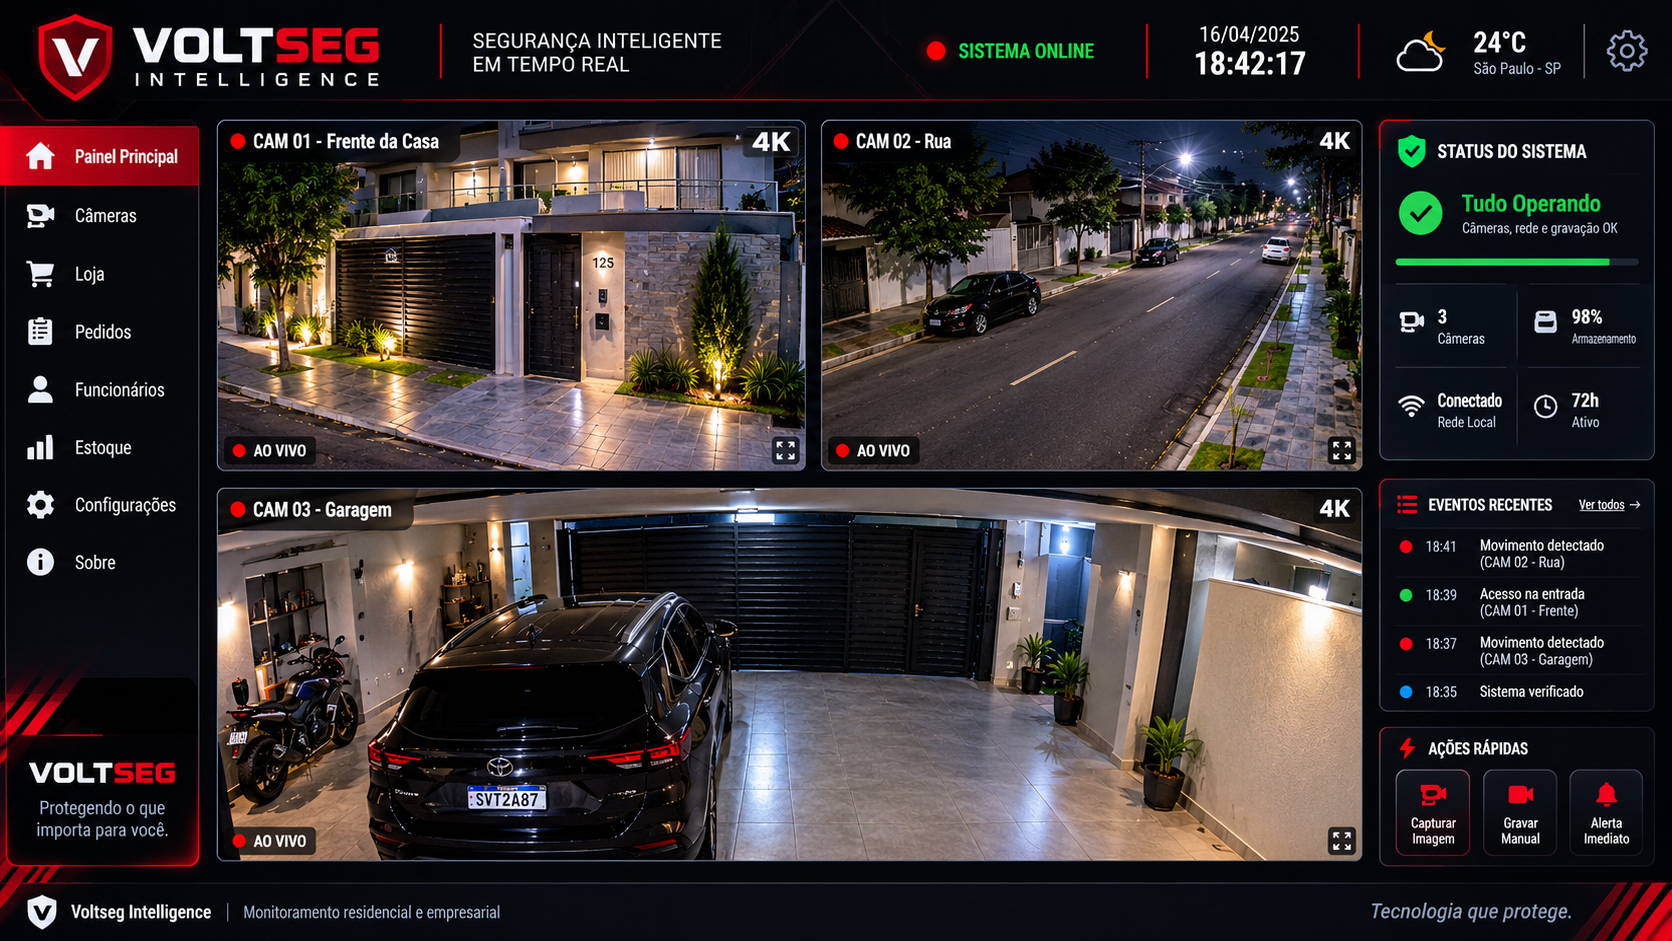 VOLTSEG
INTELLIGENCE
SEGURANÇA INTELIGENTE
EM TEMPO REAL
SISTEMA ONLINE
16/04/2025
18:42:17
24°C
São Paulo - SP
Painel Principal
Câmeras
Loja
Pedidos
Funcionários
Estoque
Configurações
Sobre
VOLTSEG
Protegendo o que
importa para você.
CAM 01 - Frente da Casa
4K
125
AO VIVO
CAM 02 - Rua
4K
AO VIVO
CAM 03 - Garagem
4K
SVT2A87
AO VIVO
STATUS DO SISTEMA
Tudo Operando
Câmeras, rede e gravação OK
3
Câmeras
98%
Armazenamento
Conectado
Rede Local
72h
Ativo
EVENTOS RECENTES
Ver todos →
18:41 Movimento detectado
(CAM 02 - Rua)
18:39 Acesso na entrada
(CAM 01 - Frente)
18:37 Movimento detectado
(CAM 03 - Garagem)
18:35 Sistema verificado
AÇÕES RÁPIDAS
Capturar
Imagem
Gravar
Manual
Alerta
Imediato
Voltseg Intelligence
Monitoramento residencial e empresarial
Tecnologia que protege.